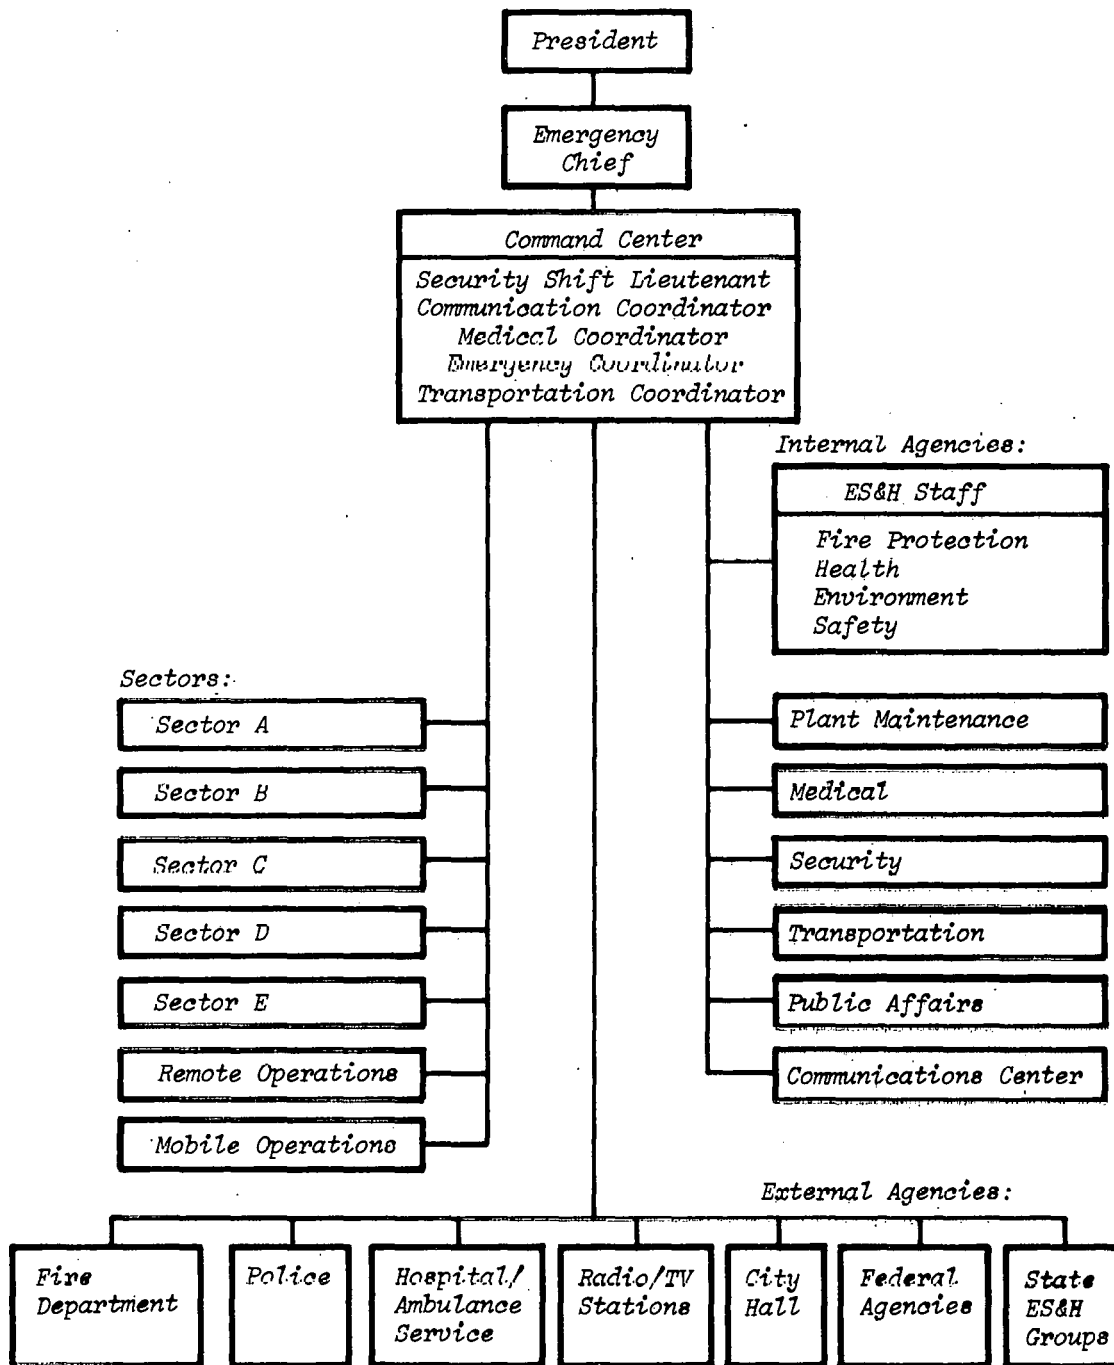 President
Emergency
Chief
Command Center
Security Shift Lieutenant
Communication Coordinator
Medical Coordinator
Emergency Coordinator
Transportation Coordinator
Internal Agencies:
ES&H Staff
Fire Protection
Health
Environment
Safety
Sectors:
Sector A
Sector B
Sector C
Sector D
Sector E
Remote Operations
Mobile Operations
Plant Maintenance
Medical
Security
Transportation
Public Affairs
Communications Center
External Agencies:
Fire
Department
Police
Hospital/
Ambulance
Service
Radio/TV
Stations
City
Hall
Federal
Agencies
State
ES&H
Groups